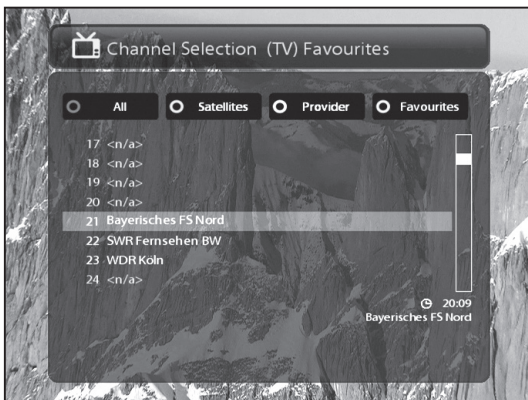 Channel Selection (TV) Favourites
All Satellites Provider Favourites
17 <n/a>
18 <n/a>
19 <n/a>
20 <n/a>
21 Bayerisches FS Nord
22 SWR Fernsehen BW
23 WDR Köln
24 <n/a>
20:09
Bayerisches FS Nord